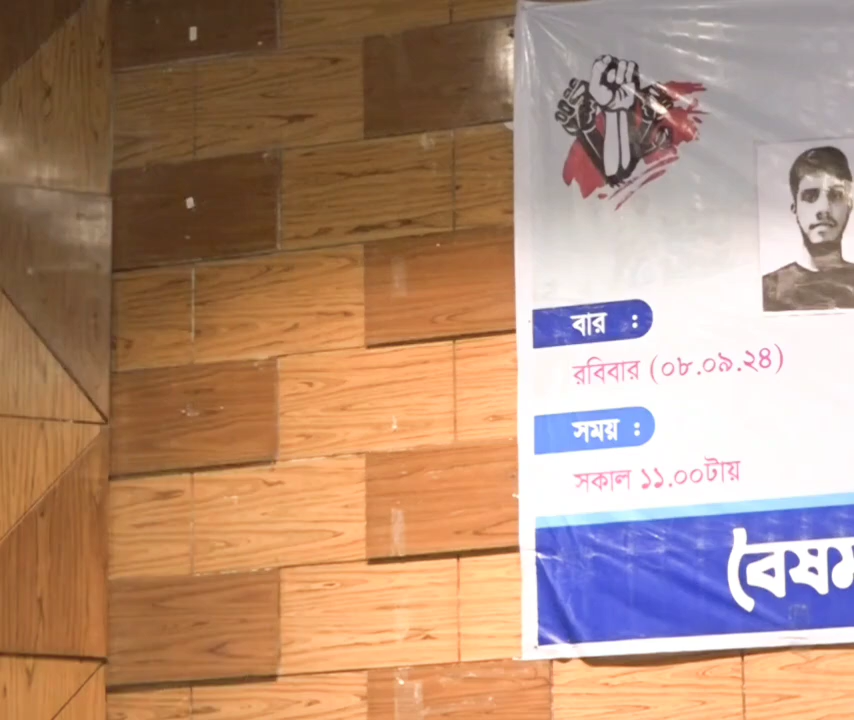 বার :
রবিবার (০৮.০৯.২৪)
সময় :
সকাল ১১.০০টায়